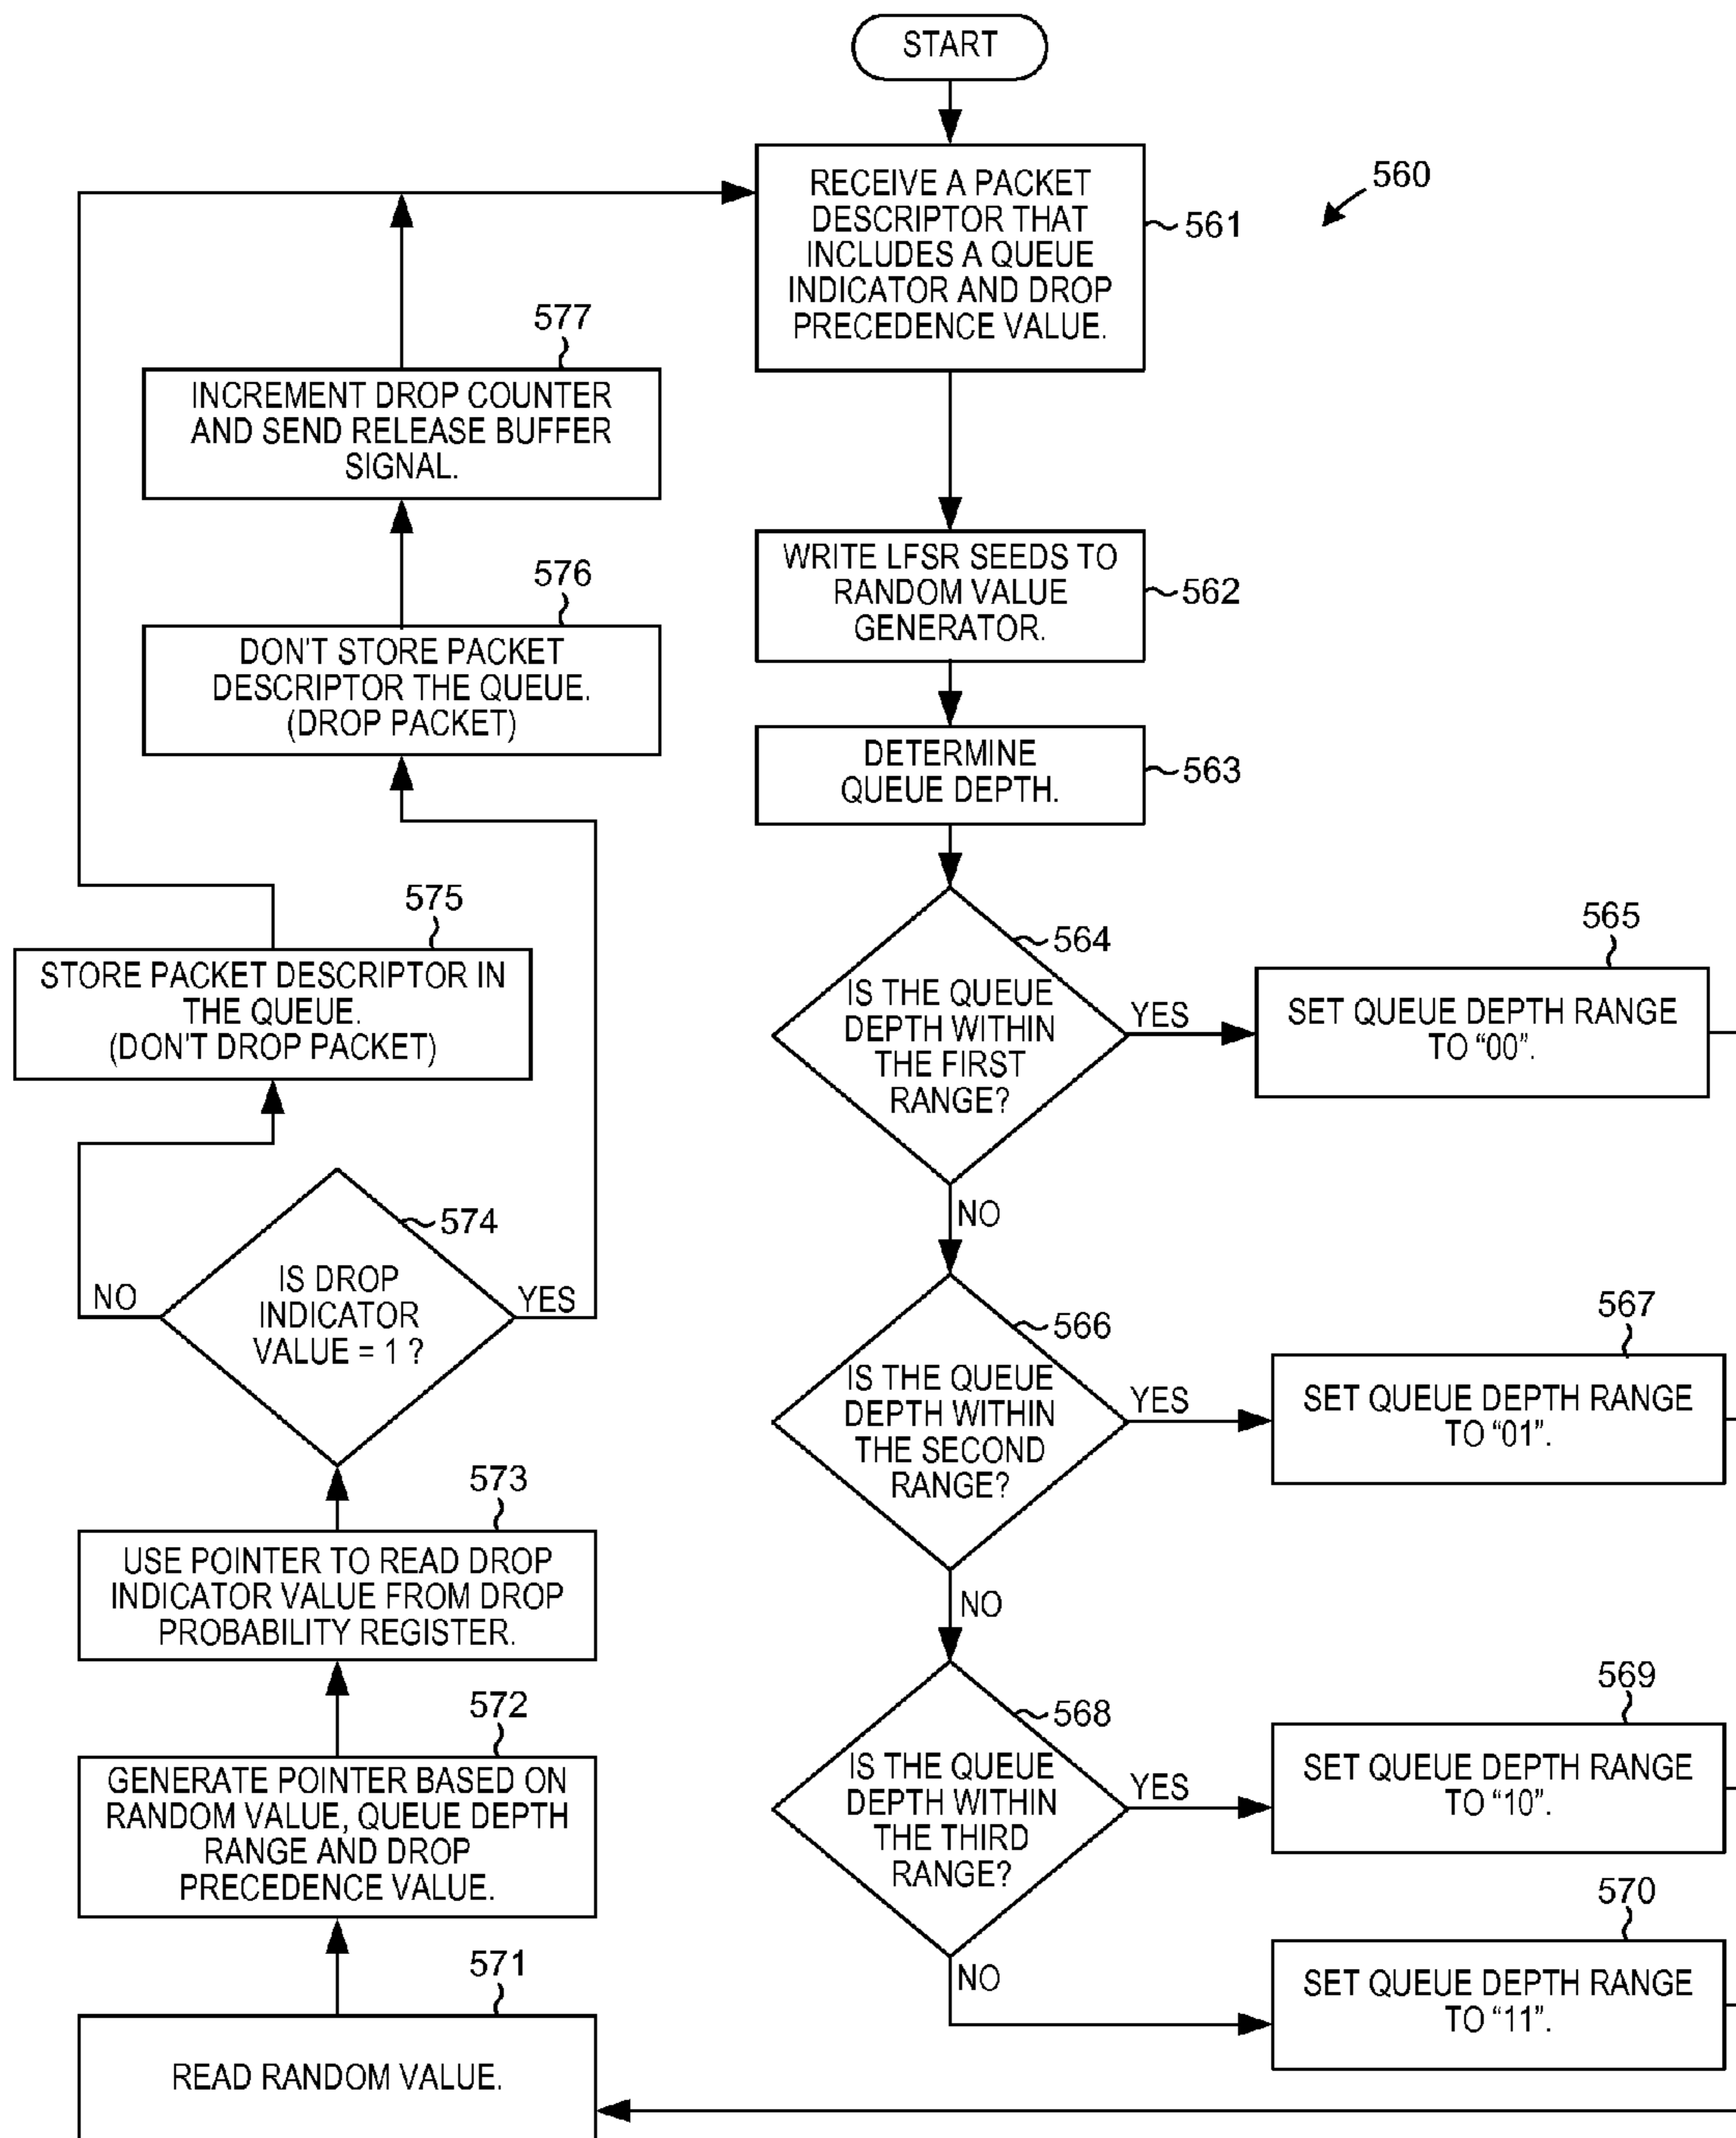 START
RECEIVE A PACKET
DESCRIPTOR THAT
INCLUDES A QUEUE
INDICATOR AND DROP
PRECEDENCE VALUE.
561
560
WRITE LFSR SEEDS TO
RANDOM VALUE
GENERATOR.
562
DETERMINE
QUEUE DEPTH.
563
564
IS THE QUEUE
DEPTH WITHIN
THE FIRST
RANGE?
YES
NO
565
SET QUEUE DEPTH RANGE
TO “00”.
566
IS THE QUEUE
DEPTH WITHIN
THE SECOND
RANGE?
YES
NO
567
SET QUEUE DEPTH RANGE
TO “01”.
568
IS THE QUEUE
DEPTH WITHIN
THE THIRD
RANGE?
YES
NO
569
SET QUEUE DEPTH RANGE
TO “10”.
570
SET QUEUE DEPTH RANGE
TO “11”.
571
READ RANDOM VALUE.
572
GENERATE POINTER BASED ON
RANDOM VALUE, QUEUE DEPTH
RANGE AND DROP
PRECEDENCE VALUE.
573
USE POINTER TO READ DROP
INDICATOR VALUE FROM DROP
PROBABILITY REGISTER.
574
IS DROP
INDICATOR
VALUE = 1 ?
NO
YES
575
STORE PACKET DESCRIPTOR IN
THE QUEUE.
(DON'T DROP PACKET)
576
DON'T STORE PACKET
DESCRIPTOR THE QUEUE.
(DROP PACKET)
577
INCREMENT DROP COUNTER
AND SEND RELEASE BUFFER
SIGNAL.